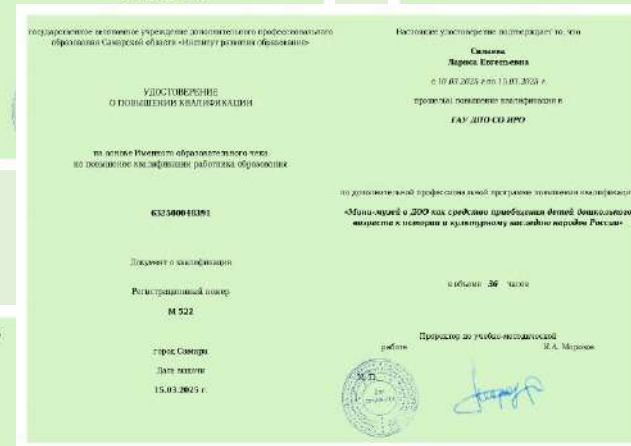 государственное автономное учреждение дополнительного профессионального
образования Самарской области «Институт развития образования»
УДОСТОВЕРЕНИЕ
О ПОВЫШЕНИИ КВАЛИФИКАЦИИ
на основе Именного образовательного чека
на повышение квалификации работника образования
632500048391
Документ о квалификации
Регистрационный номер
М 522
город Самара
Дата выдачи
15.03.2025 г.
Настоящее удостоверение подтверждает то, что
Лариса Евгеньевна
с 10.03.2025 г по 15.03.2025 г.
прошел(а) повышение квалификации в
ГАУ ДПО СО ИРО
по дополнительной профессиональной программе повышения квалификации
«Мини-музей в ДОО как средство приобщения детей дошкольного
возраста к истории и культурному наследию народов России»
в объеме 36 часов
Проректор по учебно-методической
работе
М.П.